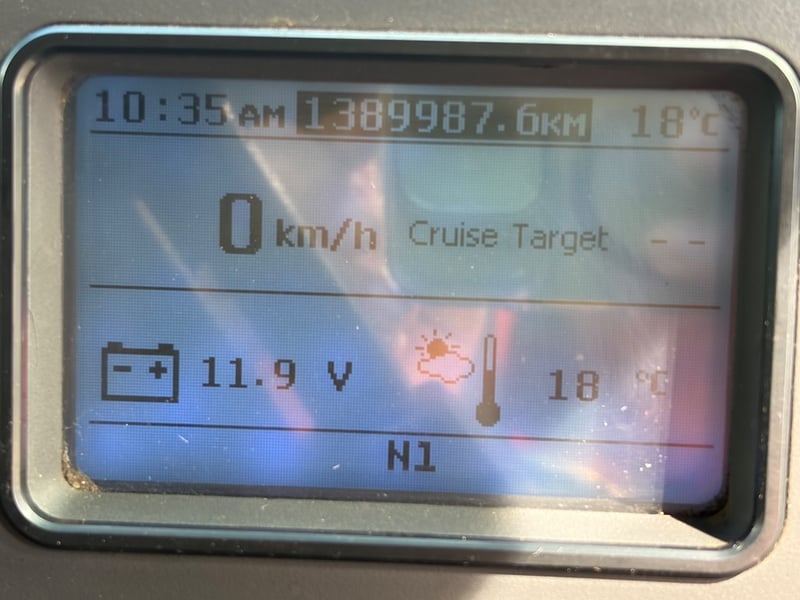 10:35AM 1389987.6KM 18°C
0 km/h Cruise Target - -
- + 11.9 V 18 °C
N1